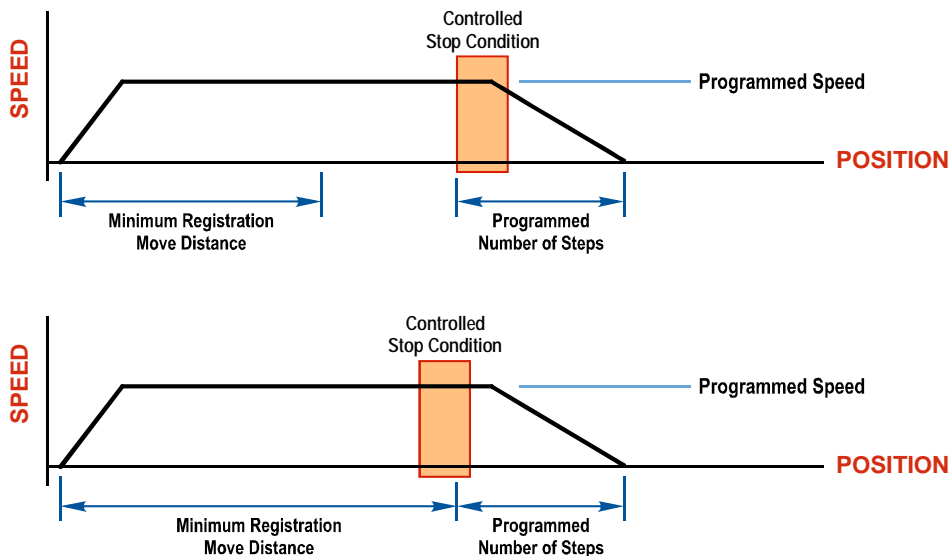 Controlled
Stop Condition
SPEED
Programmed Speed
POSITION
Minimum Registration
Move Distance
Programmed
Number of Steps
Controlled
Stop Condition
SPEED
Programmed Speed
POSITION
Minimum Registration
Move Distance
Programmed
Number of Steps